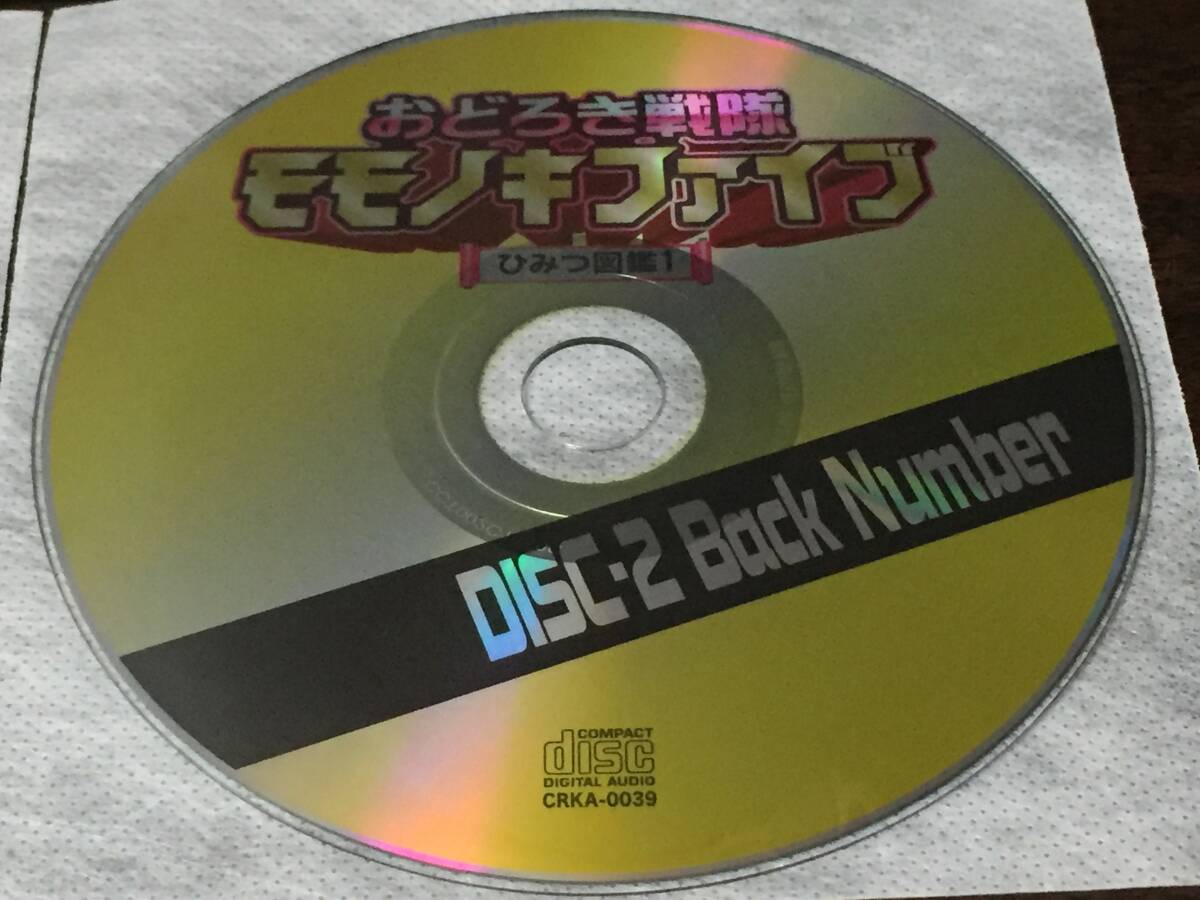 おどろき戦隊
モモノキファイブ
ひみつ図鑑1
DISC-2 Back Number
COMPACT
disc
DIGITAL AUDIO
CRKA-0039